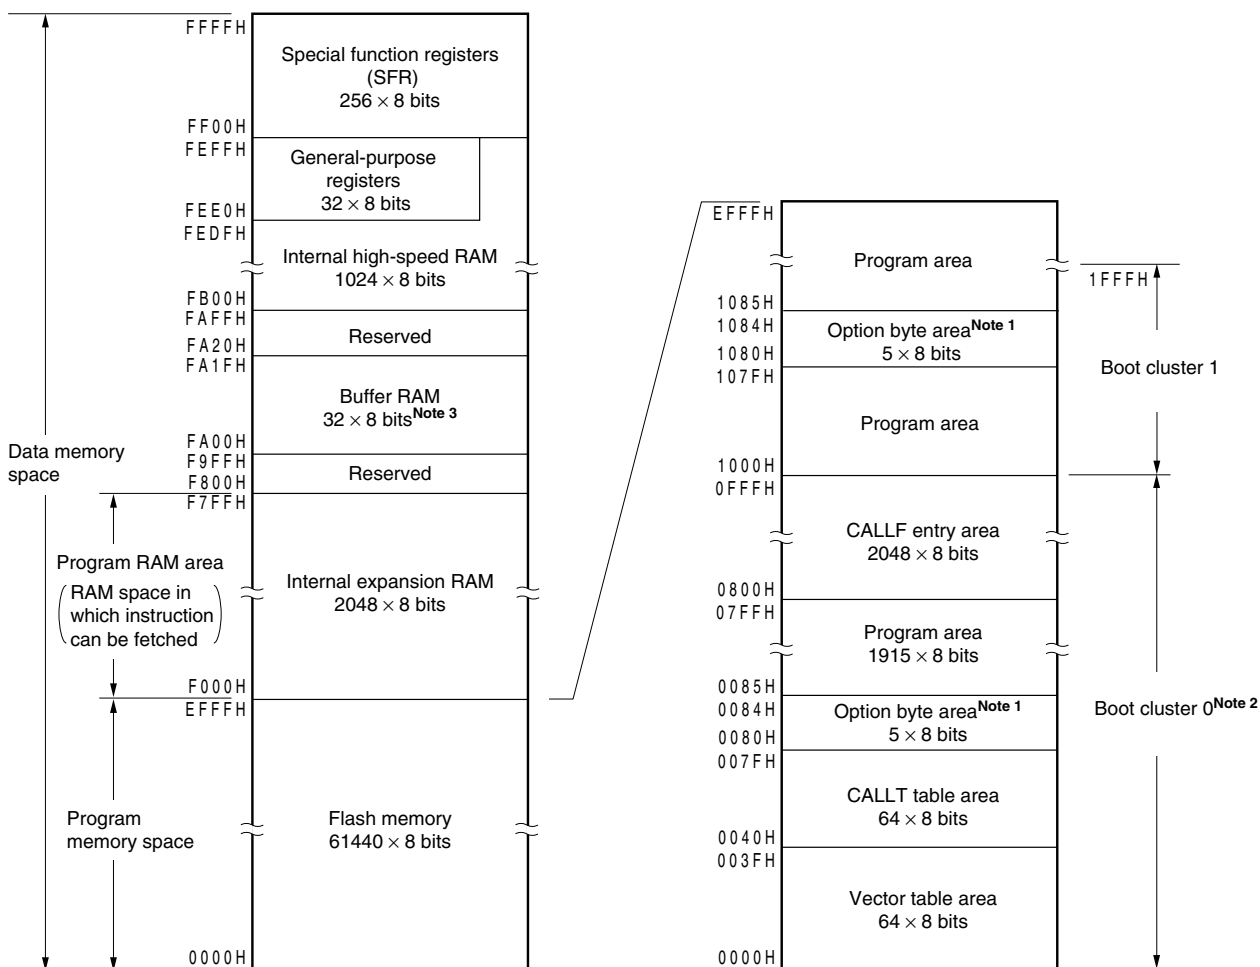 FFFFH
Special function registers
(SFR)
256 × 8 bits
FF00H
FEFFH
General-purpose
registers
32 × 8 bits
FEE0H
FEDFH
Internal high-speed RAM
1024 × 8 bits
FB00H
FAFFH
Reserved
FA20H
FA1FH
Buffer RAM
32 × 8 bitsNote 3
FA00H
F9FFH
Reserved
F800H
F7FFH
Data memory
space
Program RAM area
RAM space in
which instruction
can be fetched
Internal expansion RAM
2048 × 8 bits
F000H
EFFFH
Program
memory space
Flash memory
61440 × 8 bits
0000H
EFFFH
Program area
1FFFH
1085H
1084H
Option byte areaNote 1
5 × 8 bits
1080H
107FH
Boot cluster 1
Program area
1000H
0FFFH
CALLF entry area
2048 × 8 bits
0800H
07FFH
Program area
1915 × 8 bits
0085H
0084H
Option byte areaNote 1
5 × 8 bits
Boot cluster 0Note 2
0080H
007FH
CALLT table area
64 × 8 bits
0040H
003FH
Vector table area
64 × 8 bits
0000H